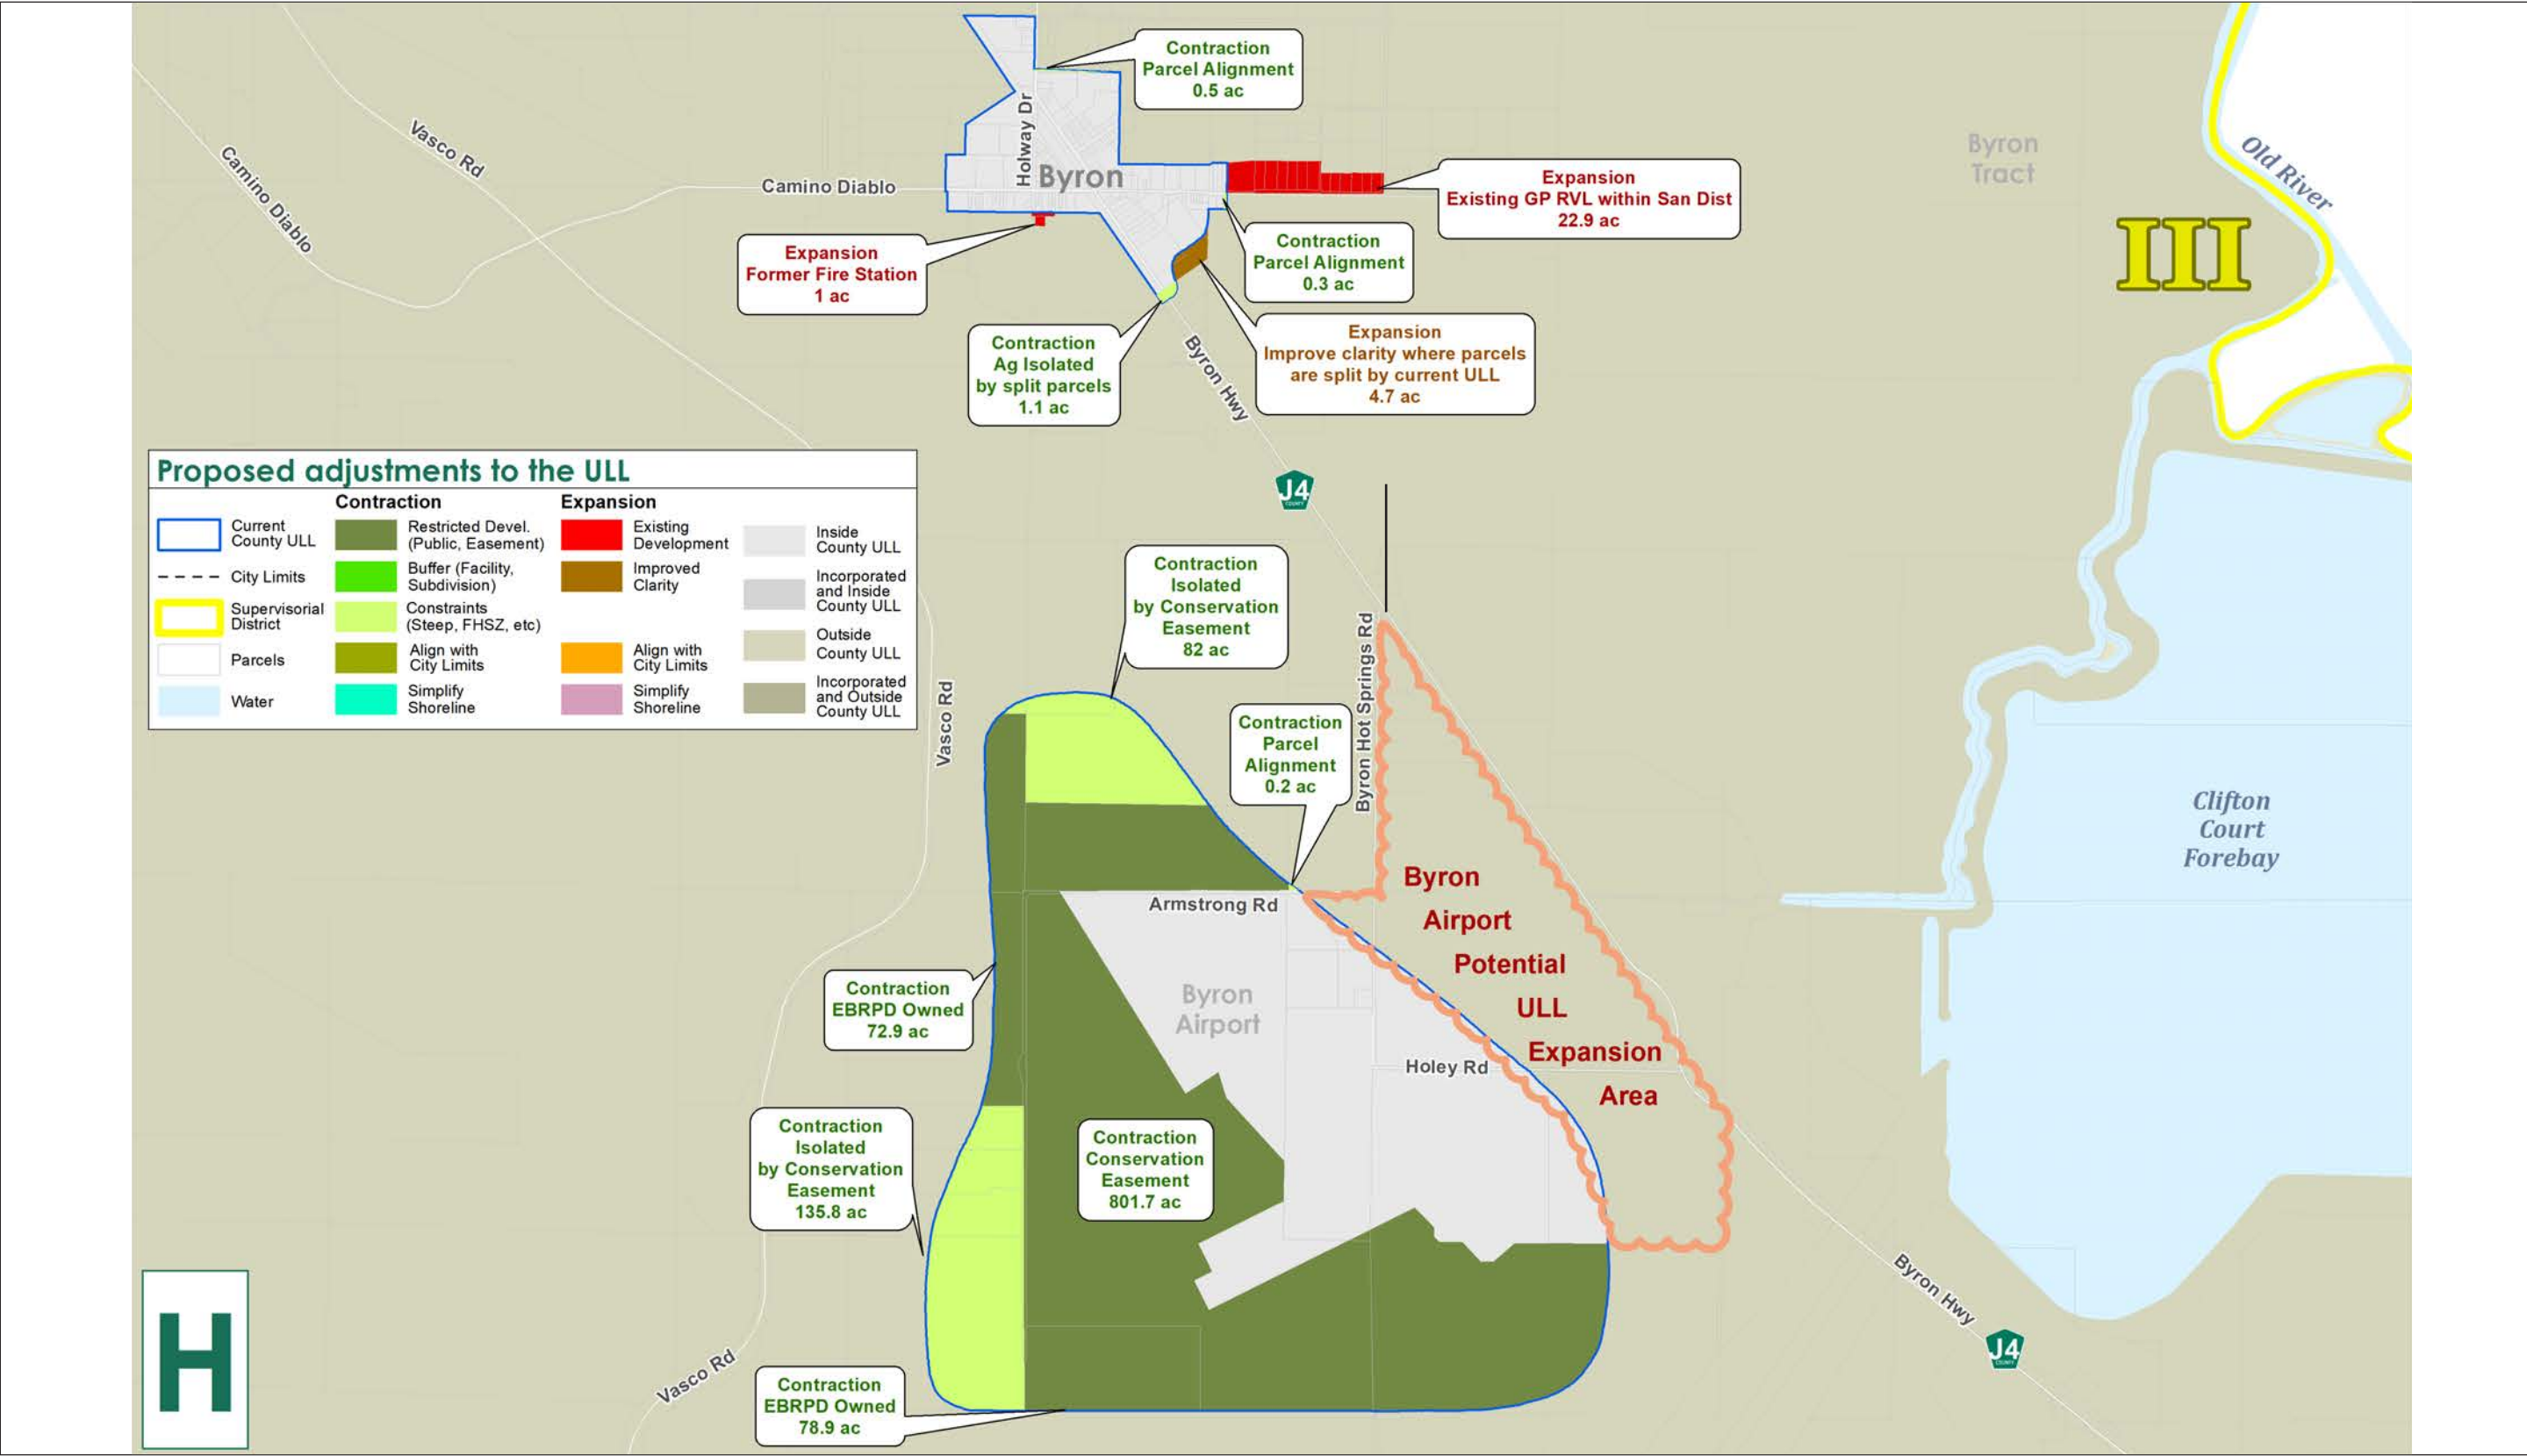 Contraction
Parcel Alignment
0.5 ac
Holway Dr
Byron
Vasco Rd
Camino Diablo
Camino Diablo
Expansion
Existing GP RVL within San Dist
22.9 ac
Byron
Tract
Old River
III
Expansion
Former Fire Station
1 ac
Contraction
Parcel Alignment
0.3 ac
Contraction
Ag Isolated
by split parcels
1.1 ac
Expansion
Improve clarity where parcels
are split by current ULL
4.7 ac
Byron Hwy
J4
COUNTY
Proposed adjustments to the ULL
Contraction
Expansion
Current
County ULL
City Limits
Supervisorial
District
Parcels
Water
Restricted Devel.
(Public, Easement)
Buffer (Facility,
Subdivision)
Constraints
(Steep, FHSZ, etc)
Align with
City Limits
Simplify
Shoreline
Existing
Development
Improved
Clarity
Align with
City Limits
Simplify
Shoreline
Inside
County ULL
Incorporated
and Inside
County ULL
Outside
County ULL
Incorporated
and Outside
County ULL
Contraction
Isolated
by Conservation
Easement
82 ac
Byron Hot Springs Rd
Vasco Rd
Contraction
Parcel
Alignment
0.2 ac
Clifton
Court
Forebay
Byron
Airport
Potential
ULL
Expansion
Area
Armstrong Rd
Byron
Airport
Holey Rd
Contraction
EBRPD Owned
72.9 ac
Contraction
Isolated
by Conservation
Easement
135.8 ac
Contraction
Conservation
Easement
801.7 ac
Byron Hwy
J4
COUNTY
H
Vasco Rd
Contraction
EBRPD Owned
78.9 ac